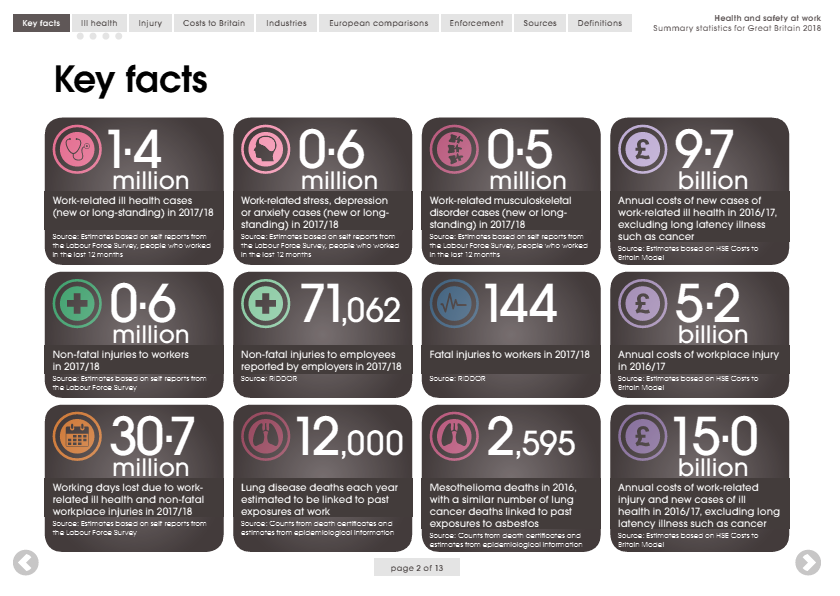 Key facts
Ill health
Injury
Costs to Britain
Industries
European comparisons
Enforcement
Sources
Definitions
Health and safety at work
Summary statistics for Great Britain 2018
Key facts
1·4
million
Work-related ill health cases
(new or long-standing) in 2017/18
Source: Estimates based on self reports from
the Labour Force Survey, people who worked
in the last 12 months
0·6
million
Work-related stress, depression
or anxiety cases (new or long-
standing) in 2017/18
Source: Estimates based on self reports from
the Labour Force Survey, people who worked
in the last 12 months
0·5
million
Work-related musculoskeletal
disorder cases (new or long-
standing) in 2017/18
Source: Estimates based on self reports from
the Labour Force Survey, people who worked
in the last 12 months
£
9·7
billion
Annual costs of new cases of
work-related ill health in 2016/17,
excluding long latency illness
such as cancer
Source: Estimates based on HSE Costs to
Britain Model
0·6
million
Non-fatal injuries to workers
in 2017/18
Source: Estimates based on self reports from
the Labour Force Survey
71,062
Non-fatal injuries to employees
reported by employers in 2017/18
Source: RIDDOR
144
Fatal injuries to workers in 2017/18
Source: RIDDOR
£
5·2
billion
Annual costs of workplace injury
in 2016/17
Source: Estimates based on HSE Costs to
Britain Model
30·7
million
Working days lost due to work-
related ill health and non-fatal
workplace injuries in 2017/18
Source: Estimates based on self reports from
the Labour Force Survey
12,000
Lung disease deaths each year
estimated to be linked to past
exposures at work
Source: Counts from death certificates and
estimates from epidemiological information
2,595
Mesothelioma deaths in 2016,
with a similar number of lung
cancer deaths linked to past
exposures to asbestos
Source: Counts from death certificates and
estimates from epidemiological information
£
15·0
billion
Annual costs of work-related
injury and new cases of ill
health in 2016/17, excluding long
latency illness such as cancer
Source: Estimates based on HSE Costs to
Britain Model
page 2 of 13